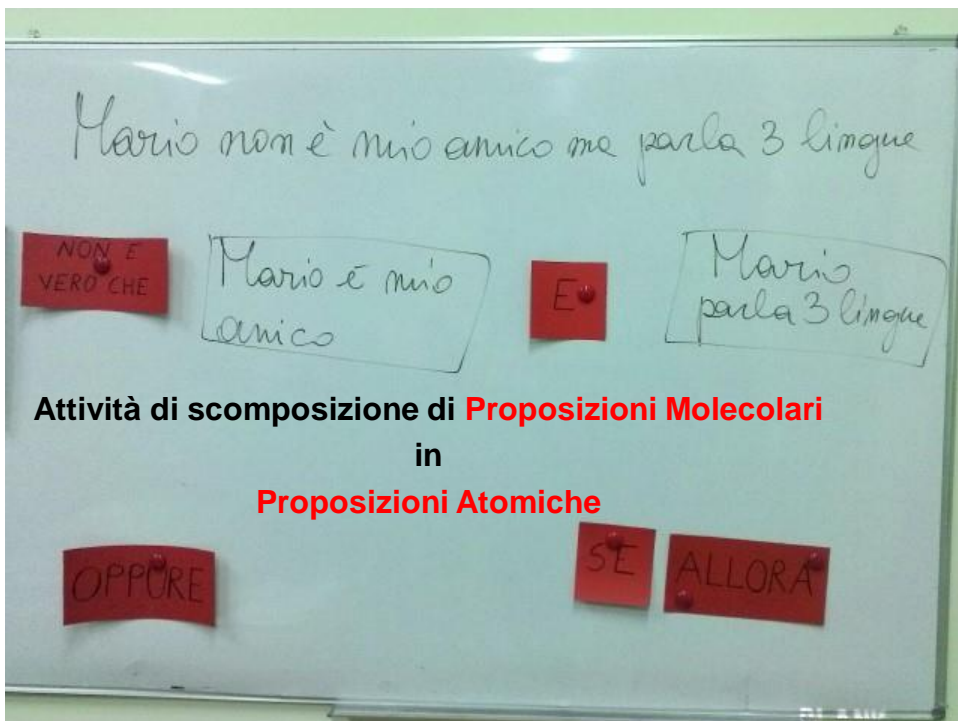 Mario non è mio amico ma parla 3 lingue
NON E
VERO CHE
Mario è mio
amico
E
Mario
parla 3 lingue
Attività di scomposizione di Proposizioni Molecolari
in
Proposizioni Atomiche
OPPURE
SE
ALLORA